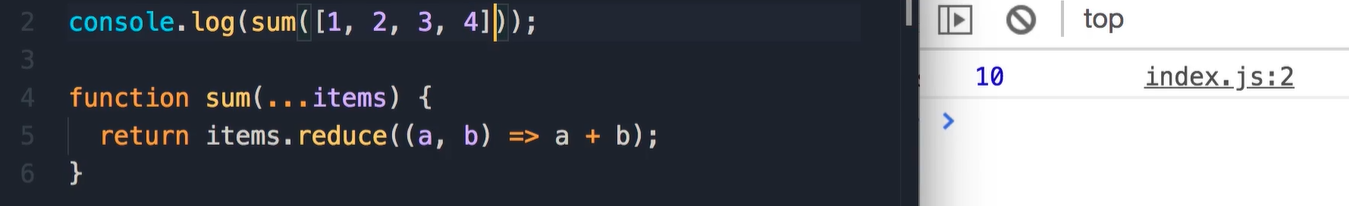 2 console.log(sum([1, 2, 3, 4]));
3
4 function sum(...items) {
5 return items.reduce((a, b) => a + b);
6 }
top
10 index.js:2
>